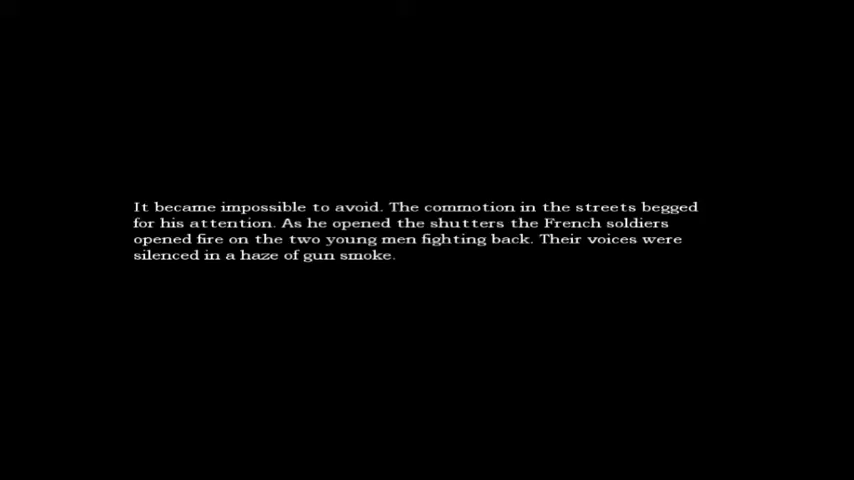 It became impossible to avoid. The commotion in the streets begged
for his attention. As he opened the shutters the French soldiers
opened fire on the two young men fighting back. Their voices were
silenced in a haze of gun smoke.